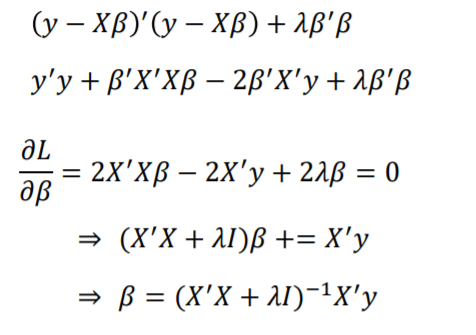 (y − Xβ)′(y − Xβ) + λβ′β
y′y + β′X′Xβ − 2β′X′y + λβ′β
∂L/∂β = 2X′Xβ − 2X′y + 2λβ = 0
⇒ (X′X + λI)β += X′y
⇒ β = (X′X + λI)⁻¹X′y